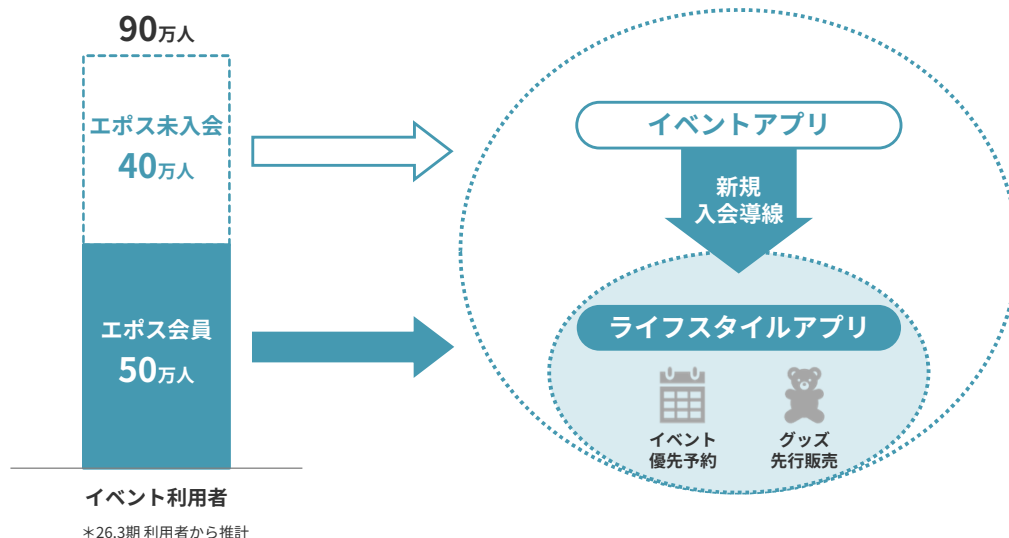 90万人
エポス未入会
40万人
エポス会員
50万人
イベント利用者
＊26.3期 利用者から推計
イベントアプリ
新規
入会導線
ライフスタイルアプリ
イベント
優先予約
グッズ
先行販売